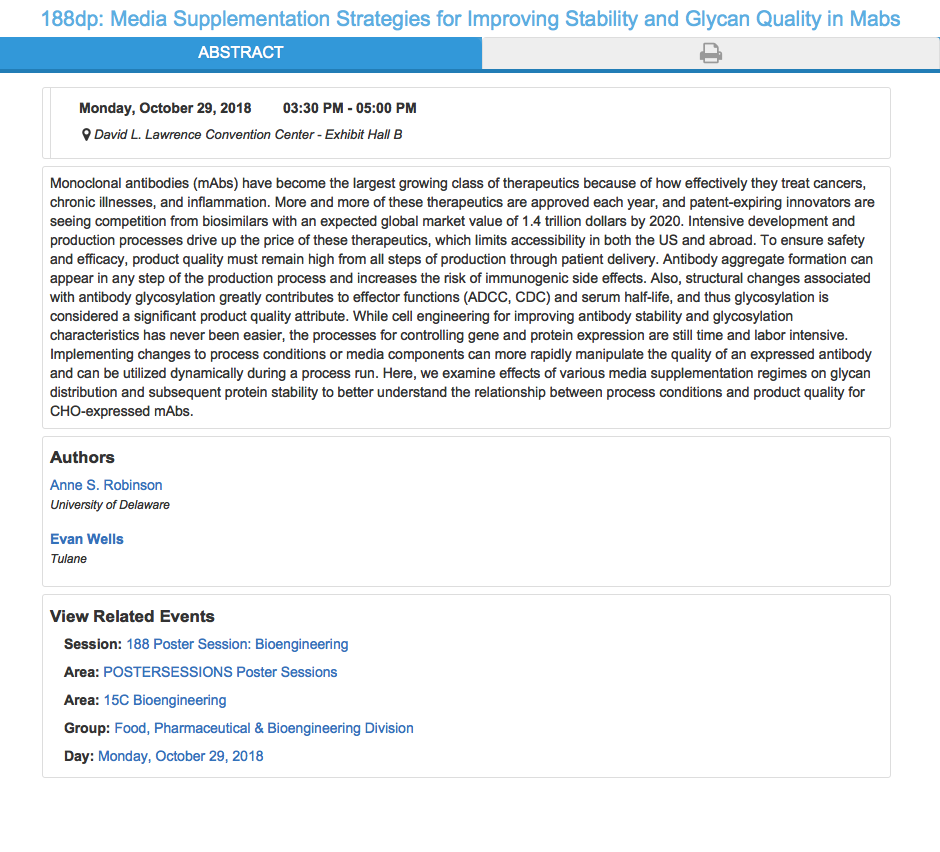 188dp: Media Supplementation Strategies for Improving Stability and Glycan Quality in Mabs
ABSTRACT
Monday, October 29, 2018 03:30 PM - 05:00 PM
David L. Lawrence Convention Center - Exhibit Hall B
Monoclonal antibodies (mAbs) have become the largest growing class of therapeutics because of how effectively they treat cancers,
chronic illnesses, and inflammation. More and more of these therapeutics are approved each year, and patent-expiring innovators are
seeing competition from biosimilars with an expected global market value of 1.4 trillion dollars by 2020. Intensive development and
production processes drive up the price of these therapeutics, which limits accessibility in both the US and abroad. To ensure safety
and efficacy, product quality must remain high from all steps of production through patient delivery. Antibody aggregate formation can
appear in any step of the production process and increases the risk of immunogenic side effects. Also, structural changes associated
with antibody glycosylation greatly contributes to effector functions (ADCC, CDC) and serum half-life, and thus glycosylation is
considered a significant product quality attribute. While cell engineering for improving antibody stability and glycosylation
characteristics has never been easier, the processes for controlling gene and protein expression are still time and labor intensive.
Implementing changes to process conditions or media components can more rapidly manipulate the quality of an expressed antibody
and can be utilized dynamically during a process run. Here, we examine effects of various media supplementation regimes on glycan
distribution and subsequent protein stability to better understand the relationship between process conditions and product quality for
CHO-expressed mAbs.
Authors
Anne S. Robinson
University of Delaware
Evan Wells
Tulane
View Related Events
Session: 188 Poster Session: Bioengineering
Area: POSTERSESSIONS Poster Sessions
Area: 15C Bioengineering
Group: Food, Pharmaceutical & Bioengineering Division
Day: Monday, October 29, 2018